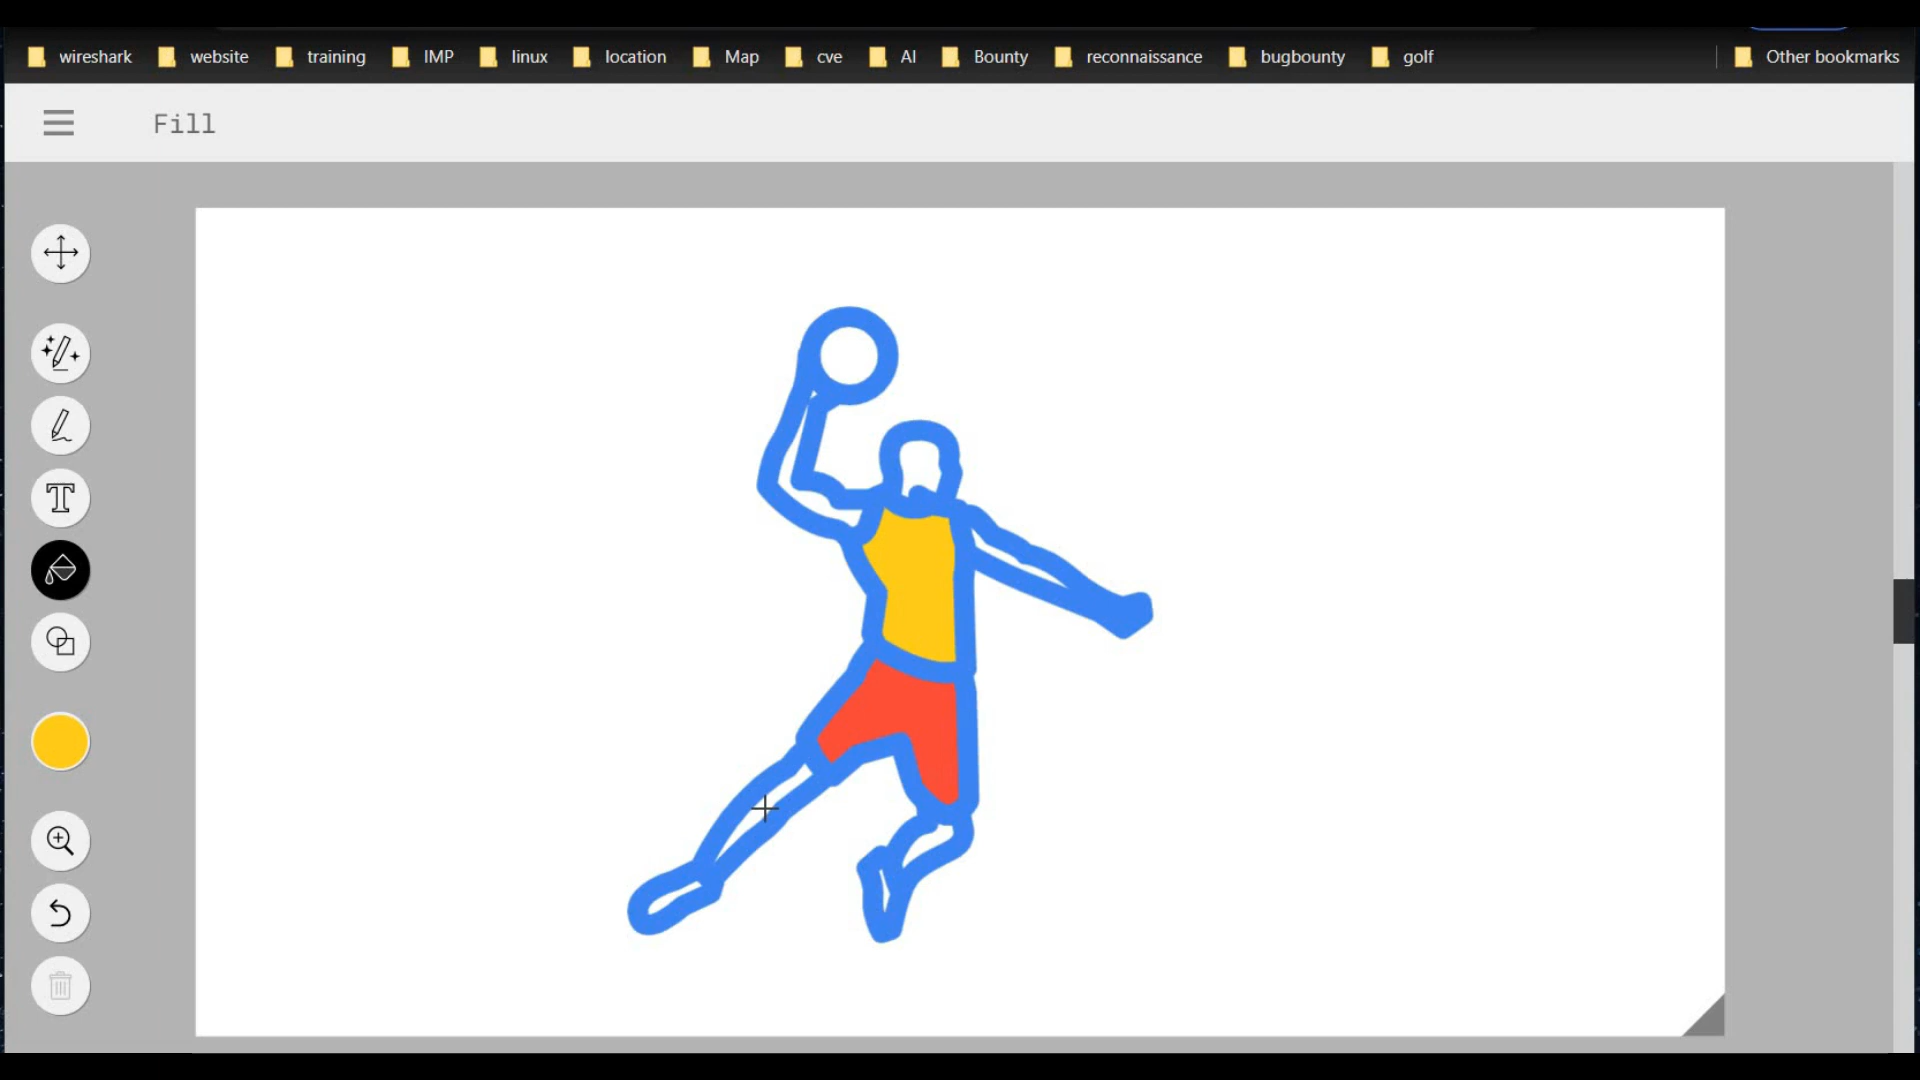 wireshark website training IMP linux location Map cve AI Bounty reconnaissance bugbounty golf Other bookmarks
Fill
T